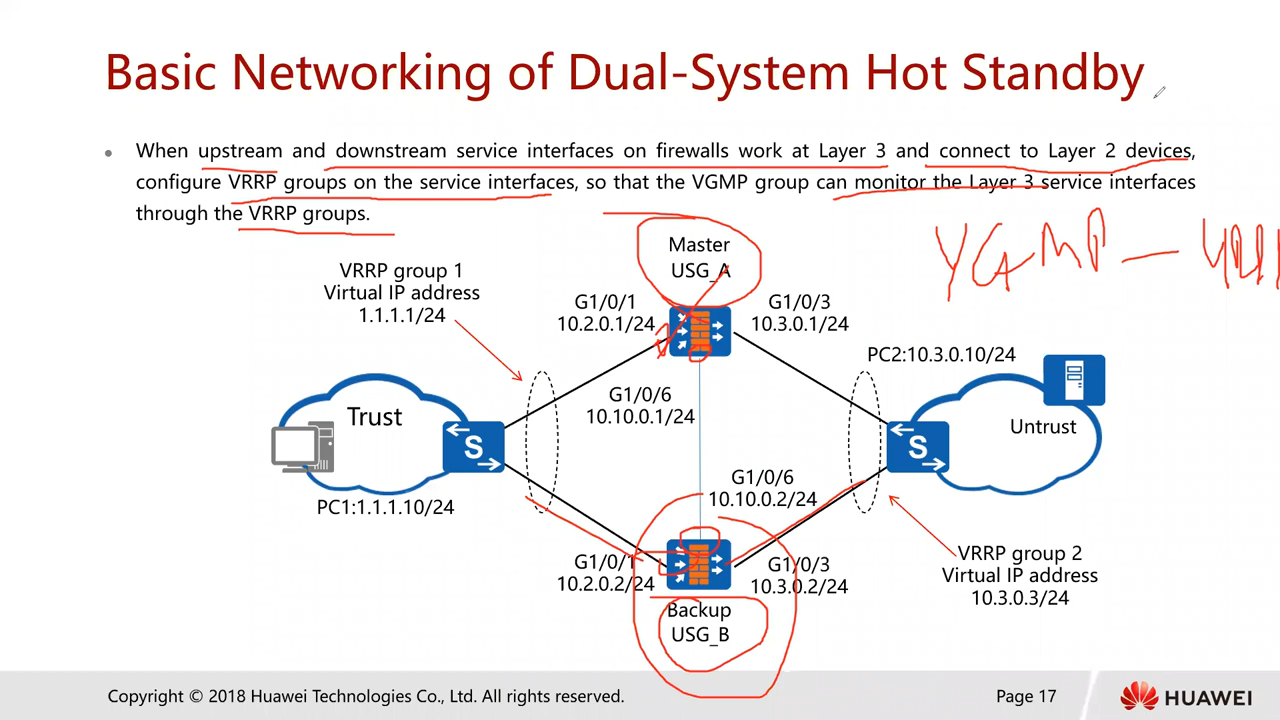 Basic Networking of Dual-System Hot Standby
When upstream and downstream service interfaces on firewalls work at Layer 3 and connect to Layer 2 devices,
configure VRRP groups on the service interfaces, so that the VGMP group can monitor the Layer 3 service interfaces
through the VRRP groups.
VGMP —
Master
USG_A
VRRP group 1
Virtual IP address
1.1.1.1/24
G1/0/1
10.2.0.1/24
G1/0/3
10.3.0.1/24
PC2:10.3.0.10/24
G1/0/6
10.10.0.1/24
Trust
S
S
Untrust
PC1:1.1.1.10/24
G1/0/6
10.10.0.2/24
G1/0/1
10.2.0.2/24
G1/0/3
10.3.0.2/24
VRRP group 2
Virtual IP address
10.3.0.3/24
Backup
USG_B
Copyright © 2018 Huawei Technologies Co., Ltd. All rights reserved.
Page 17
HUAWEI